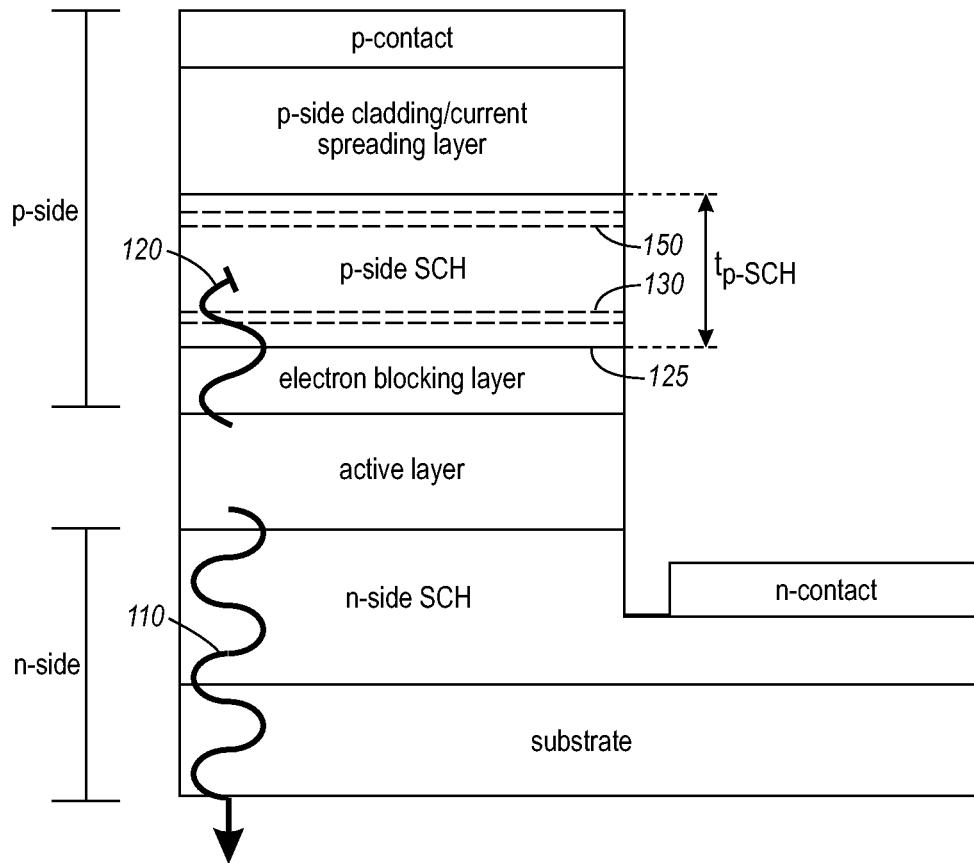 p-contact
p-side cladding/current
spreading layer
p-side
120
150
p-side SCH
tp-SCH
130
125
electron blocking layer
active layer
n-side SCH
n-contact
110
n-side
substrate